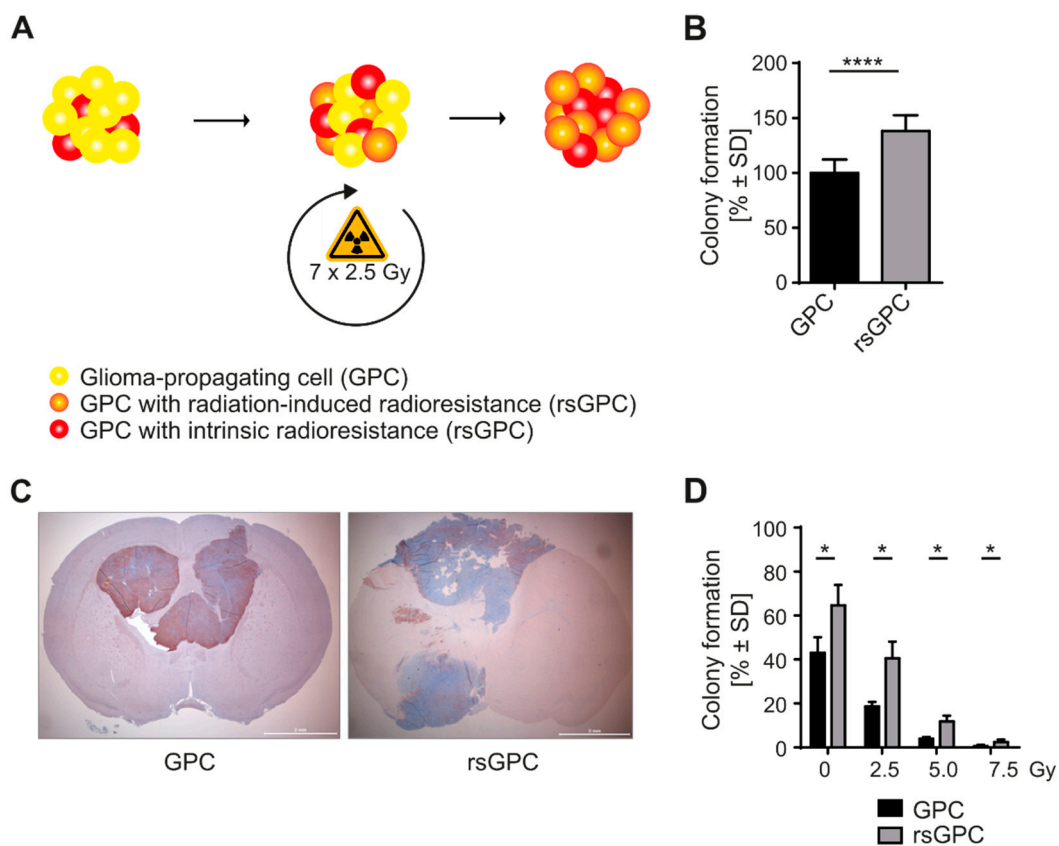 A
7 x 2.5 Gy
Glioma-propagating cell (GPC)
GPC with radiation-induced radioresistance (rsGPC)
GPC with intrinsic radioresistance (rsGPC)
B
Colony formation
[% ± SD]
200
150
100
50
0
****
GPC
rsGPC
C
GPC
rsGPC
D
Colony formation
[% ± SD]
100
80
60
40
20
0
* * * *
0 2.5 5.0 7.5 Gy
GPC
rsGPC